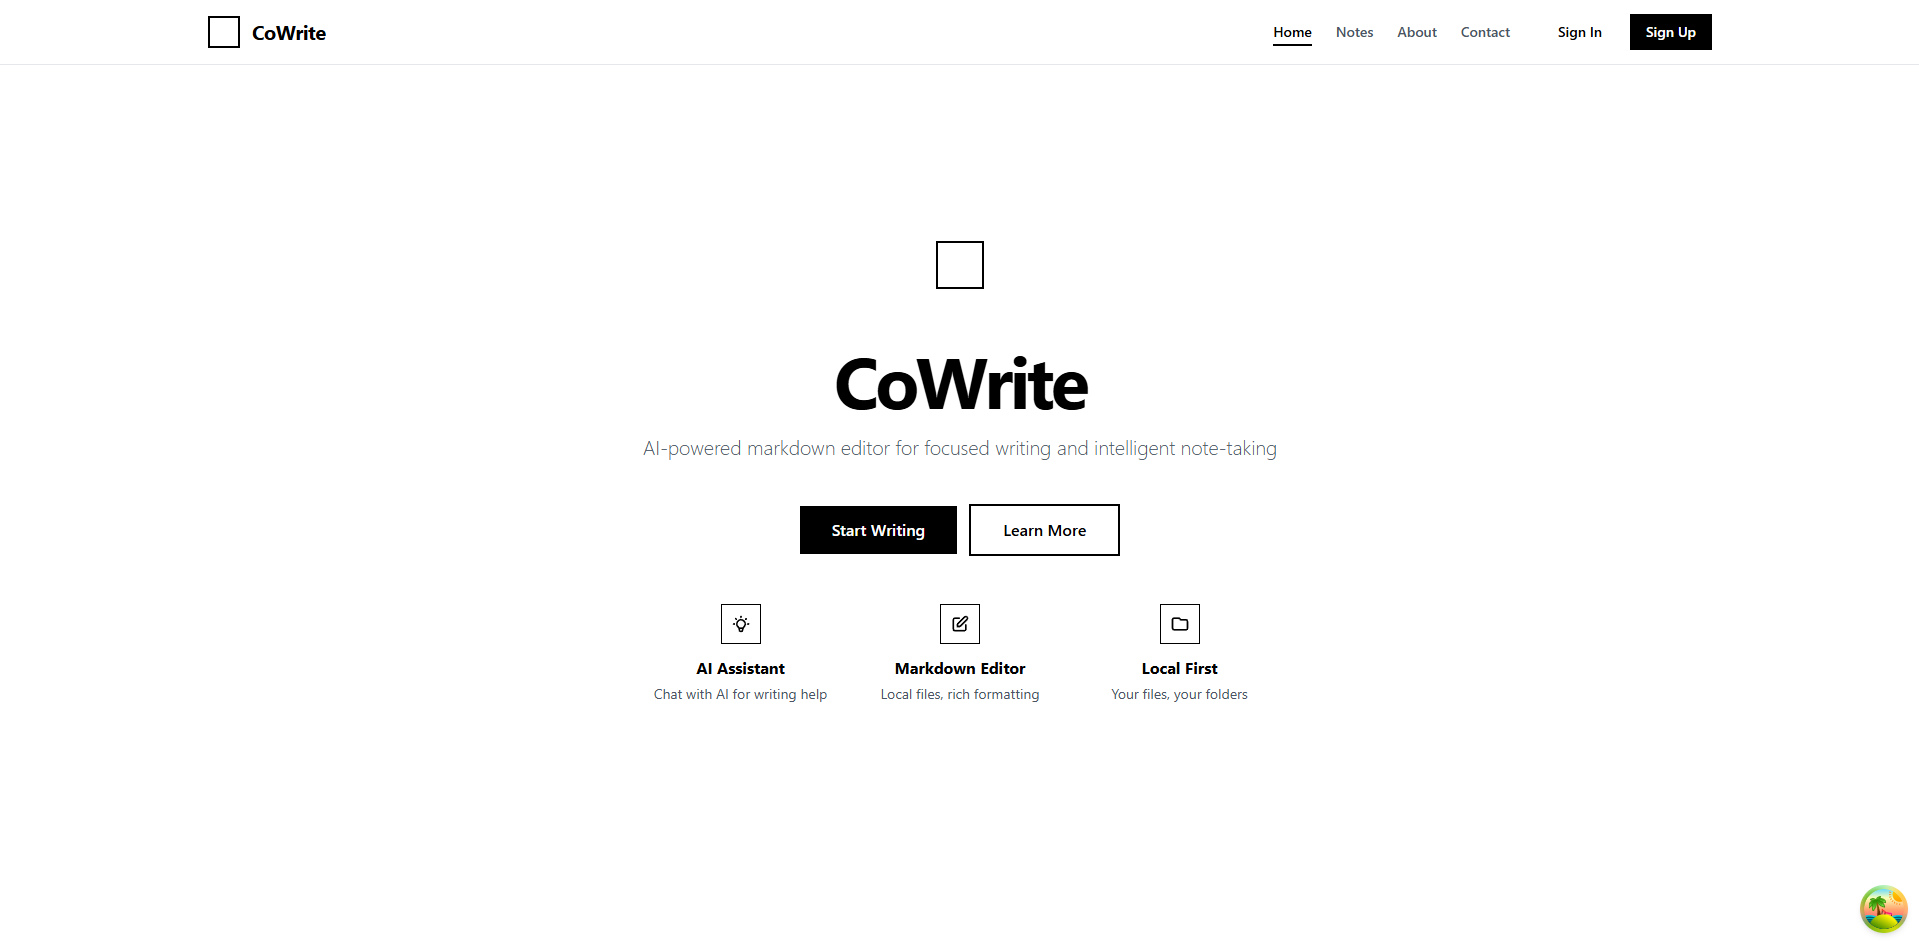 CoWrite
Home Notes About Contact Sign In Sign Up
CoWrite
AI-powered markdown editor for focused writing and intelligent note-taking
Start Writing Learn More
AI Assistant Markdown Editor Local First
Chat with AI for writing help Local files, rich formatting Your files, your folders